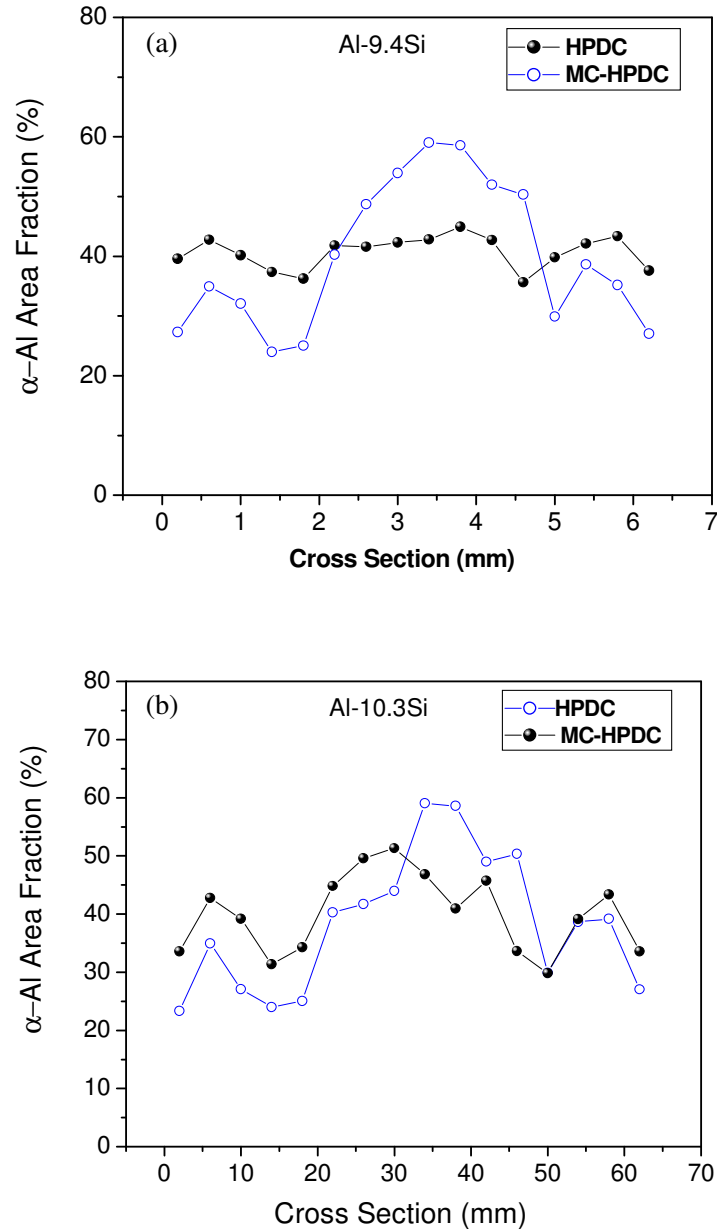 (a)
Al-9.4Si
HPDC
MC-HPDC
α–Al Area Fraction (%)
80
60
40
20
0
0 1 2 3 4 5 6 7
Cross Section (mm)
(b)
Al-10.3Si
HPDC
MC-HPDC
α–Al Area Fraction (%)
80
70
60
50
40
30
20
10
0
0 10 20 30 40 50 60 70
Cross Section (mm)